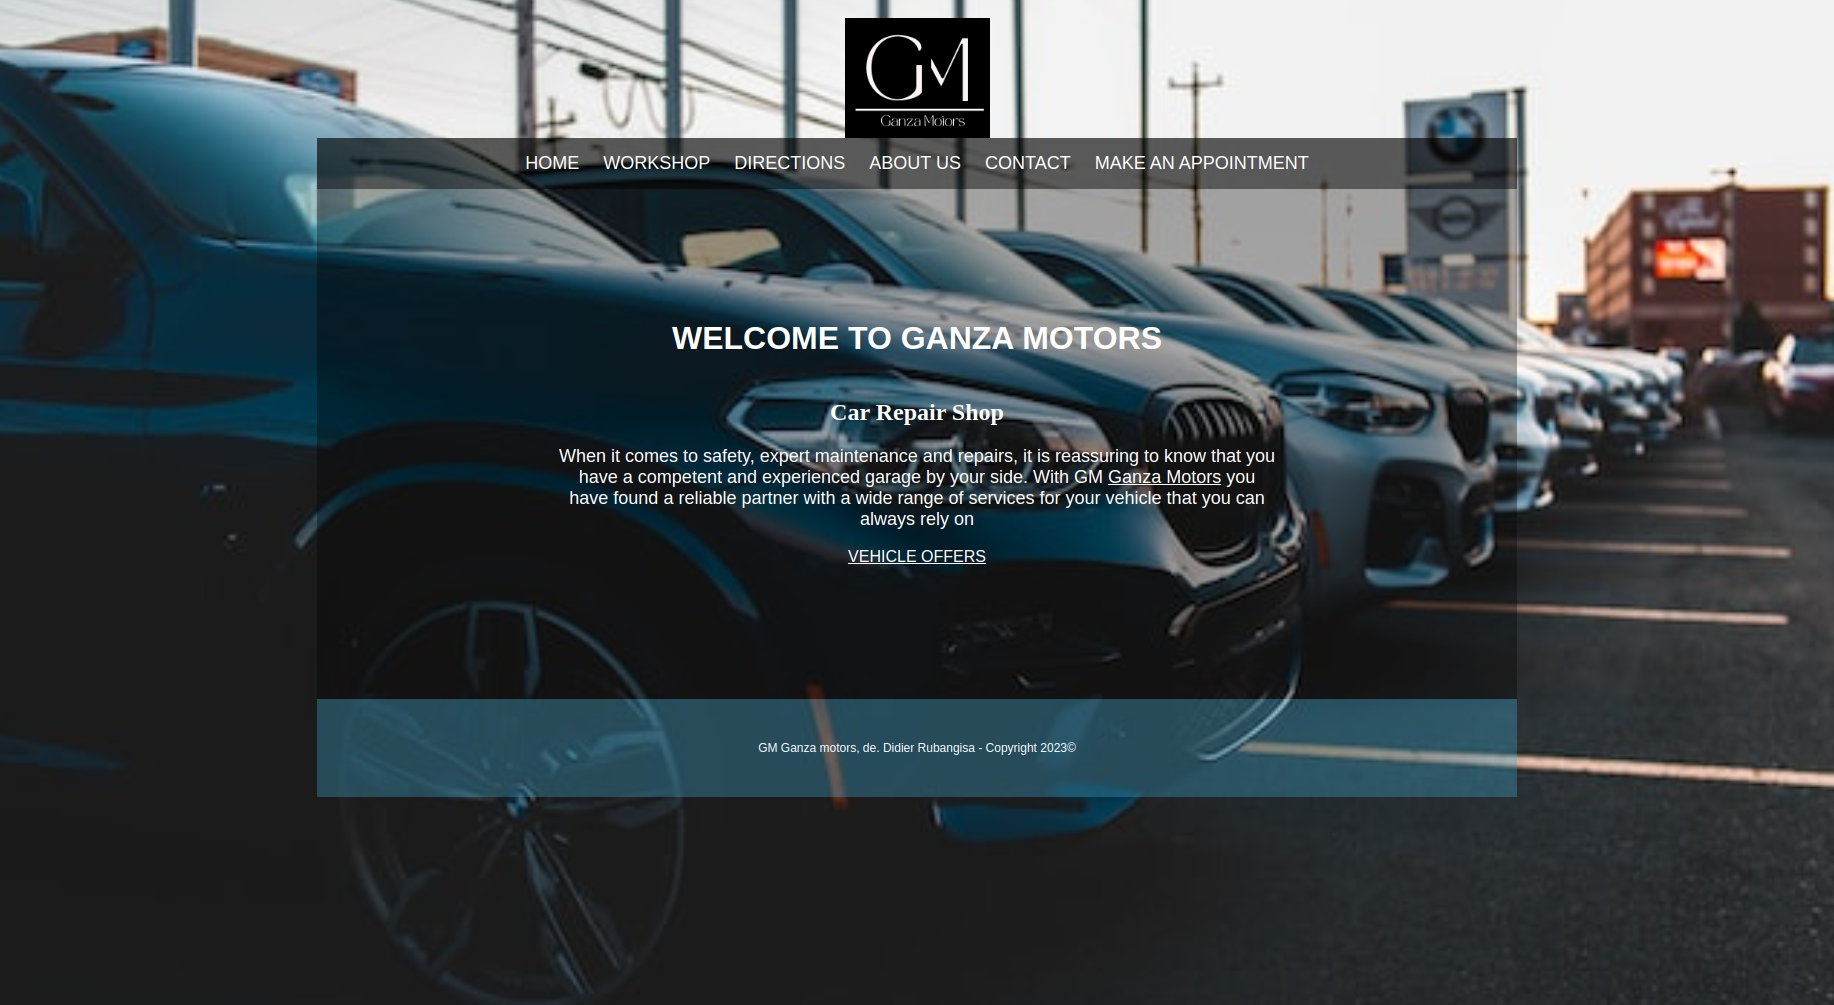 GM
Ganza Motors
HOME WORKSHOP DIRECTIONS ABOUT US CONTACT MAKE AN APPOINTMENT
WELCOME TO GANZA MOTORS
Car Repair Shop
When it comes to safety, expert maintenance and repairs, it is reassuring to know that you
have a competent and experienced garage by your side. With GM Ganza Motors you
have found a reliable partner with a wide range of services for your vehicle that you can
always rely on
VEHICLE OFFERS
GM Ganza motors, de. Didier Rubangisa - Copyright 2023©